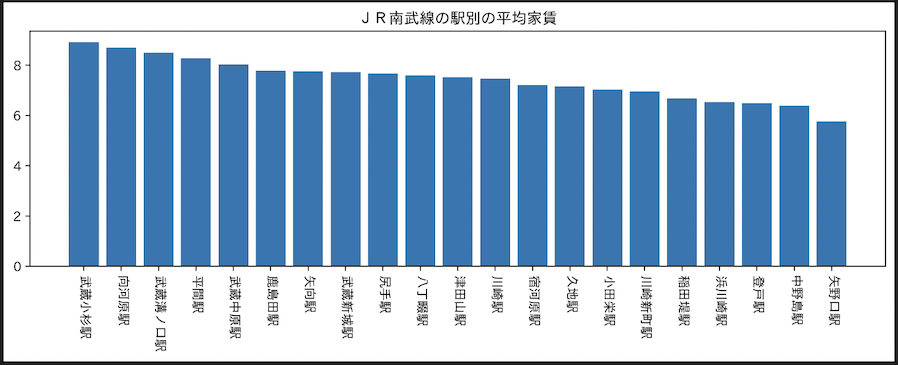 ＪＲ南武線の駅別の平均家賃
8
6
4
2
0
武蔵小杉駅
向河原駅
武蔵溝ノ口駅
平間駅
武蔵中原駅
鹿島田駅
矢向駅
武蔵新城駅
尻手駅
八丁畷駅
津田山駅
川崎駅
宿河原駅
久地駅
小田栄駅
川崎新町駅
稲田堤駅
浜川崎駅
登戸駅
中野島駅
矢野口駅